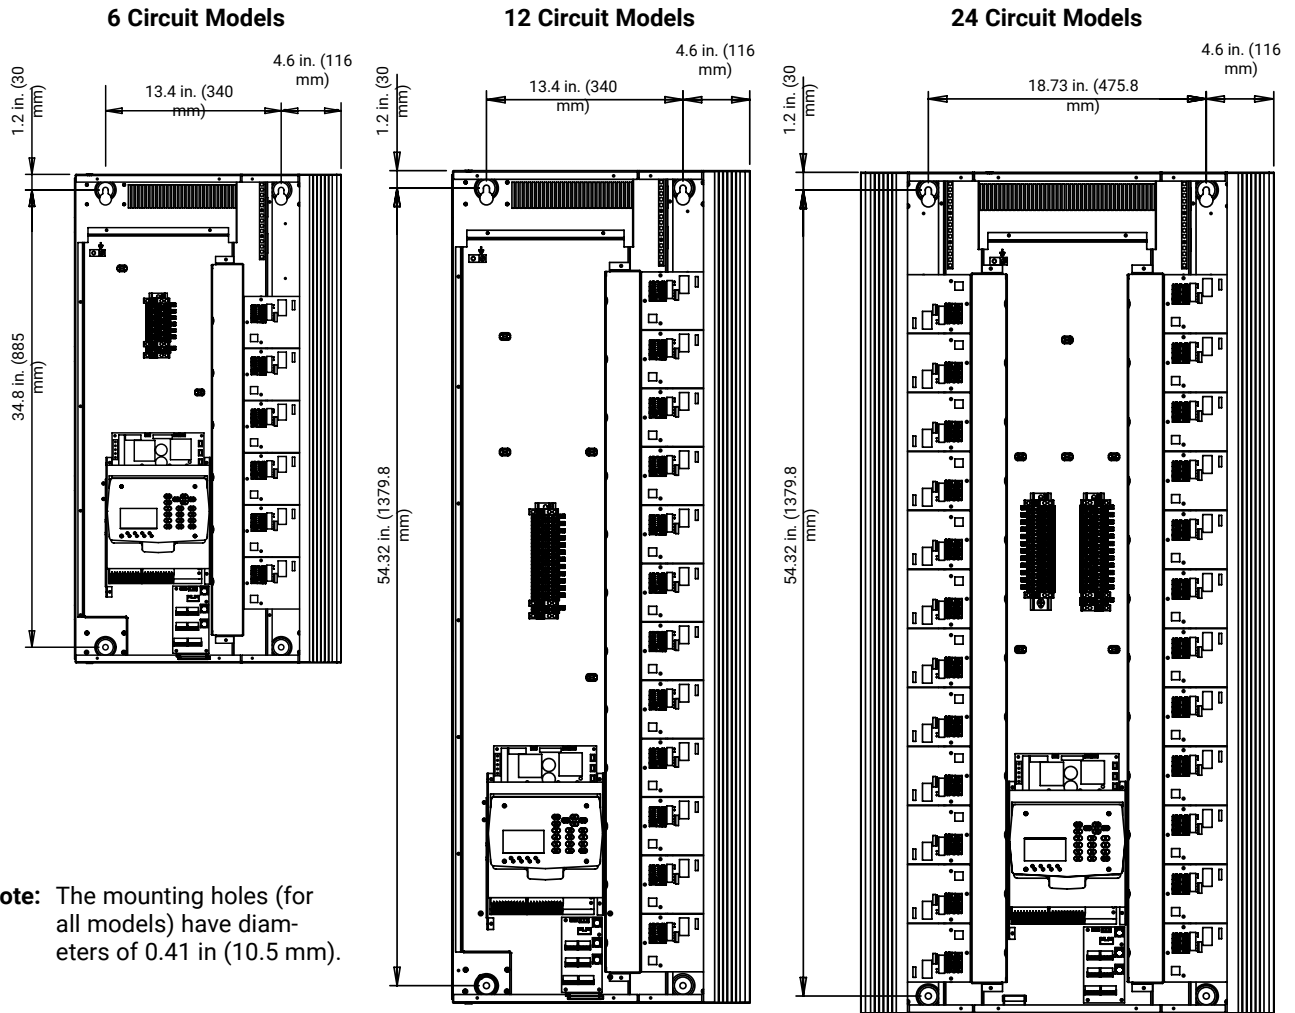 6 Circuit Models
12 Circuit Models
24 Circuit Models
1.2 in. (30
mm)
13.4 in. (340
mm)
4.6 in. (116
mm)
34.8 in. (885
mm)
1.2 in. (30
mm)
13.4 in. (340
mm)
4.6 in. (116
mm)
54.32 in. (1379.8
mm)
1.2 in. (30
mm)
18.73 in. (475.8
mm)
4.6 in. (116
mm)
54.32 in. (1379.8
mm)
ote: The mounting holes (for
all models) have diam-
eters of 0.41 in (10.5 mm).